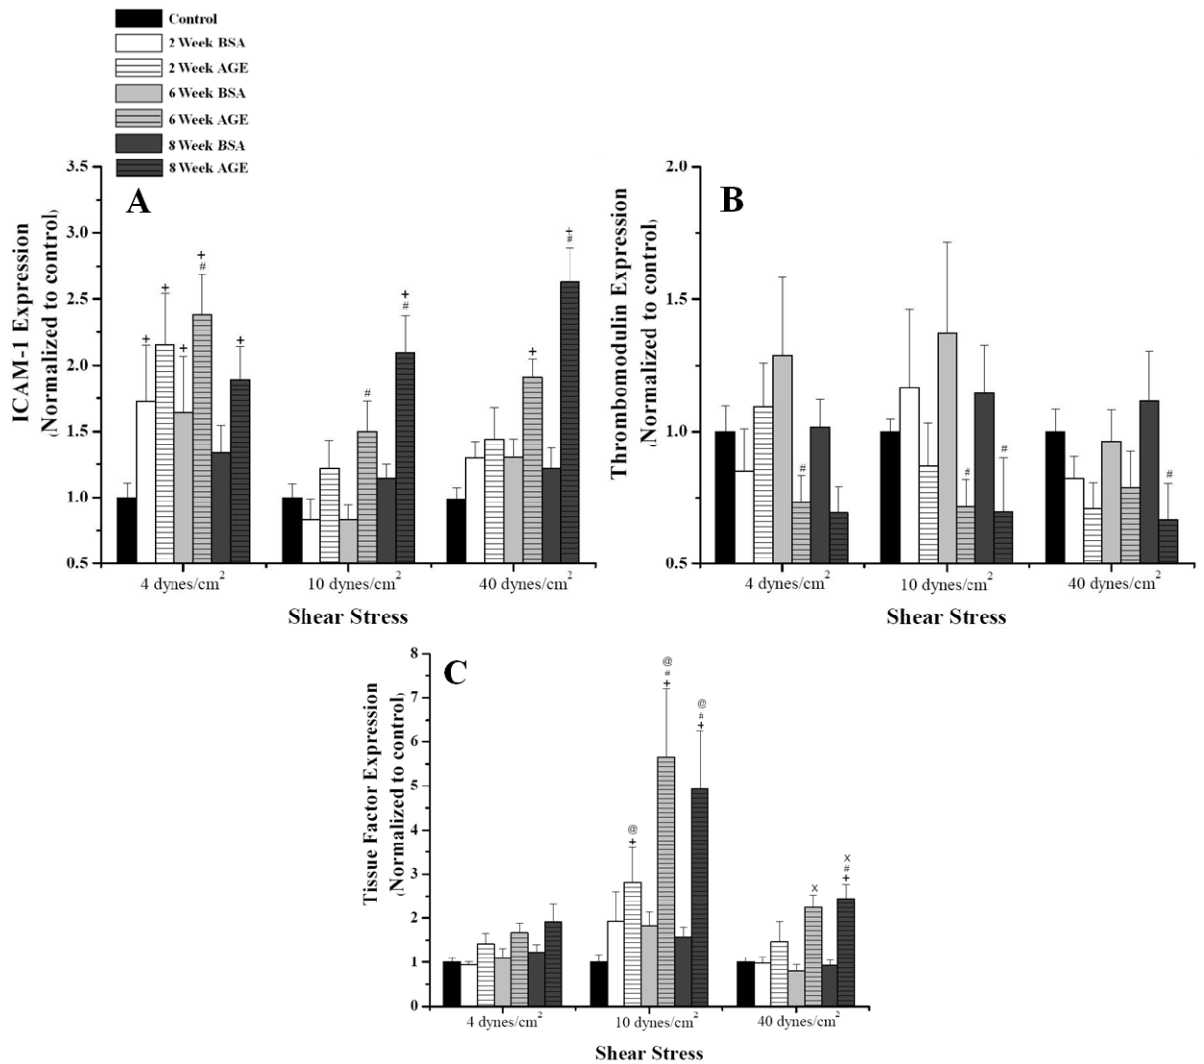 Control
2 Week BSA
2 Week AGE
6 Week BSA
6 Week AGE
8 Week BSA
8 Week AGE
A
ICAM-1 Expression
(Normalized to control)
3.5
3.0
2.5
2.0
1.5
1.0
0.5
+
+
+
+
#
+
#
+
#
+
+
#
4 dynes/cm²
10 dynes/cm²
40 dynes/cm²
Shear Stress
B
Thrombomodulin Expression
(Normalized to control)
2.0
1.5
1.0
0.5
#
#
#
#
4 dynes/cm²
10 dynes/cm²
40 dynes/cm²
Shear Stress
C
Tissue Factor Expression
(Normalized to control)
8
7
6
5
4
3
2
1
0
@
+
@
#
+
@
#
+
X
X
#
+
4 dynes/cm²
10 dynes/cm²
40 dynes/cm²
Shear Stress